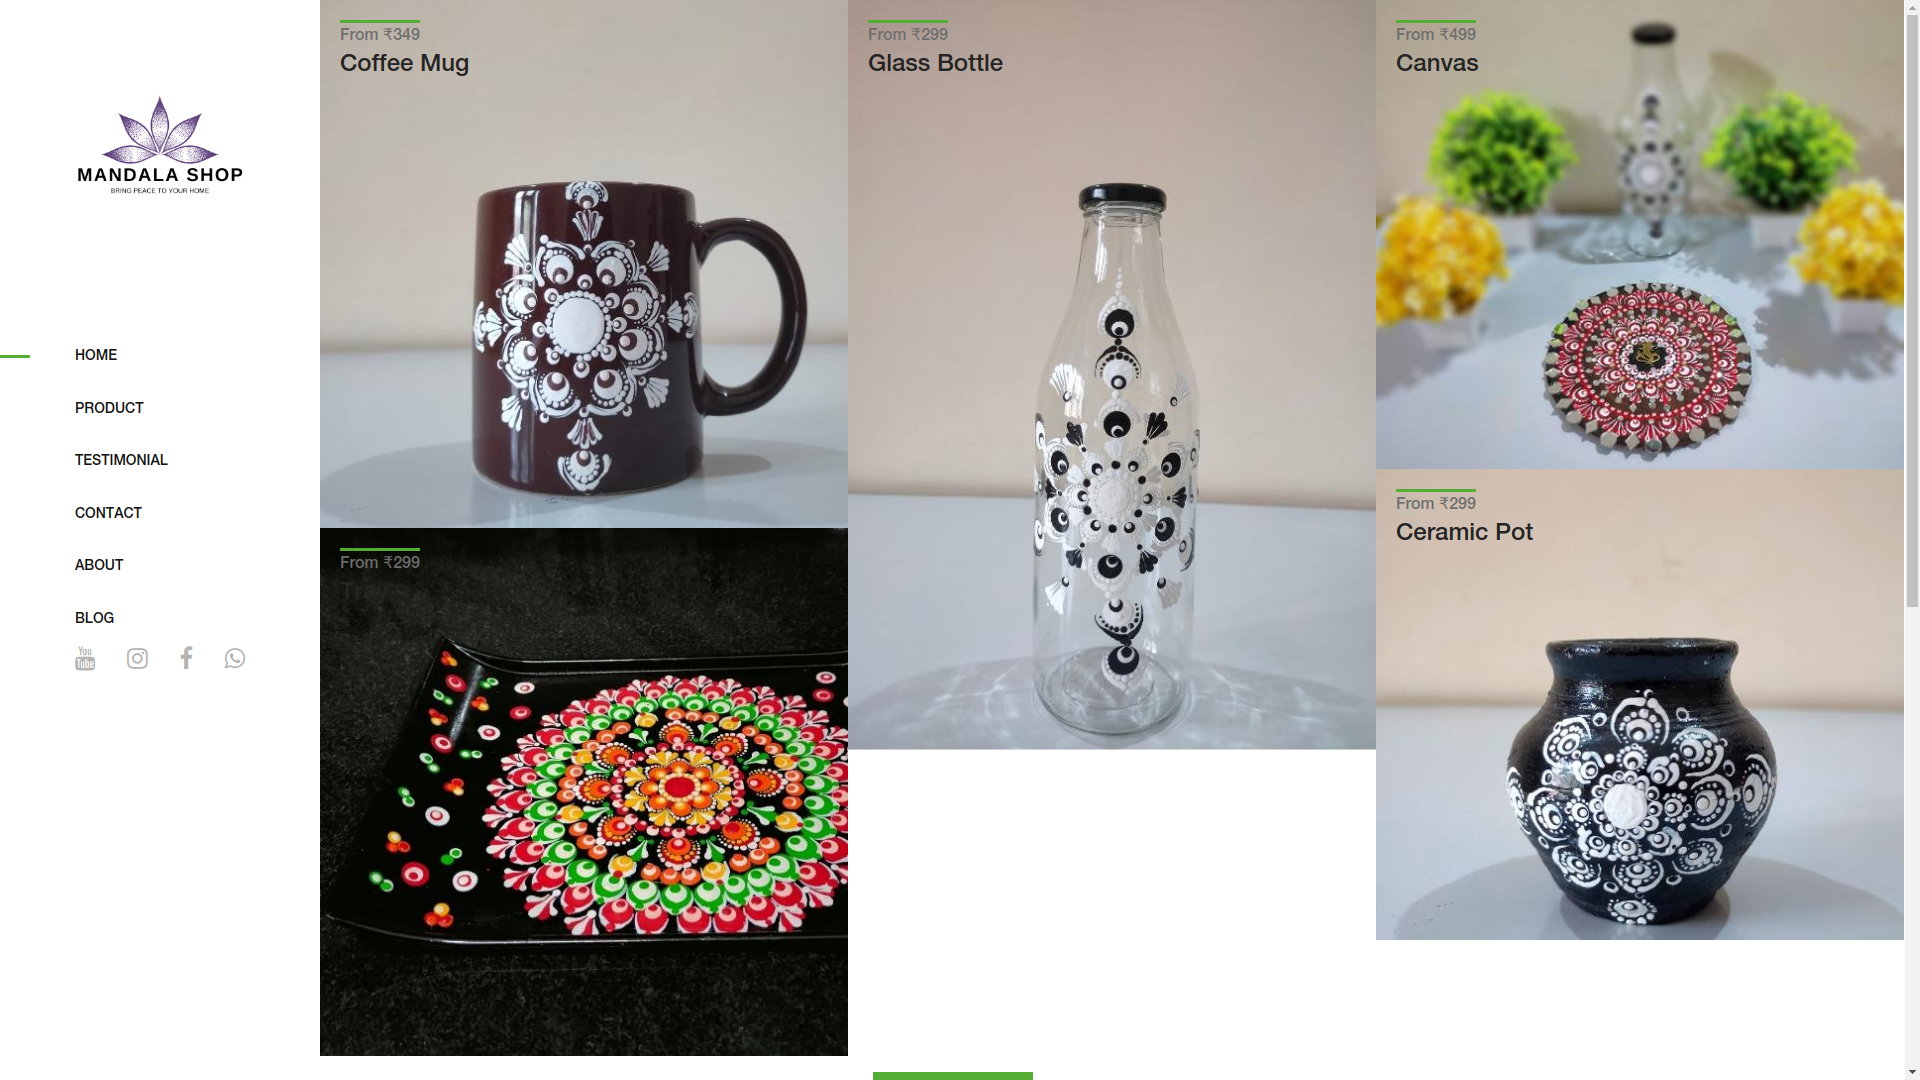 MANDALA SHOP
BRING PEACE TO YOUR HOME
HOME
PRODUCT
TESTIMONIAL
CONTACT
ABOUT
BLOG
You
Tube
From ₹349
Coffee Mug
From ₹299
Tray
From ₹299
Glass Bottle
From ₹499
Canvas
From ₹299
Ceramic Pot